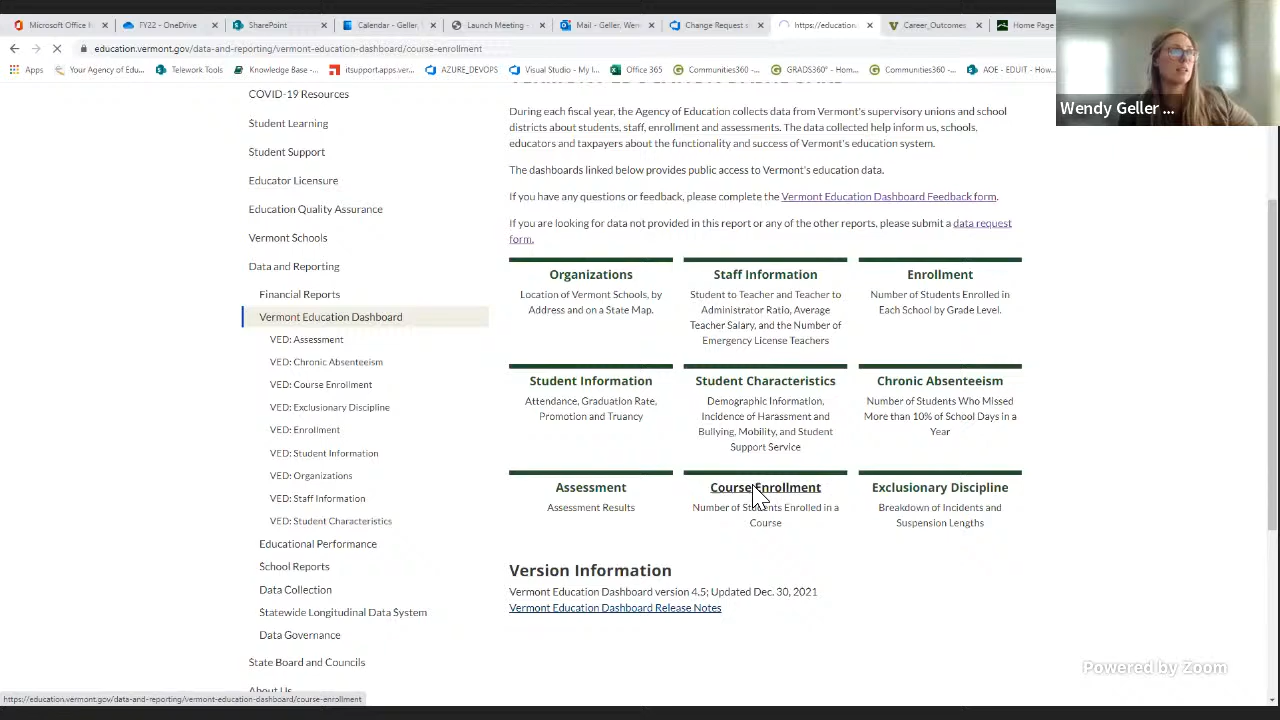 Microsoft Office H
FY22 - OneDrive
SharePoint
Calendar - Geller,
Launch Meeting -
Mail - Geller, Wen
Change Request
https://education
Career_Outcomes
Home Page
education.vermont.gov/data-and-reporting/vermont-education-dashboard/course-enrollment
Apps
Your Agency of Edu...
Telework Tools
Knowledge Base -...
itsupport.apps.ver...
AZURE_DEVOPS
Visual Studio - My I...
Office 365
Communities360 -...
GRADS360° - Hom...
Communities360 -...
AOE - EDUIT - How...
Wendy Geller ...
COVID-19 Resources
Student Learning
Student Support
Educator Licensure
Education Quality Assurance
Vermont Schools
Data and Reporting
Financial Reports
Vermont Education Dashboard
VED: Assessment
VED: Chronic Absenteeism
VED: Course Enrollment
VED: Exclusionary Discipline
VED: Enrollment
VED: Student Information
VED: Organizations
VED: Staff Information
VED: Student Characteristics
Educational Performance
School Reports
Data Collection
Statewide Longitudinal Data System
Data Governance
State Board and Councils
About Us
During each fiscal year, the Agency of Education collects data from Vermont's supervisory unions and school
districts about students, staff, enrollment and assessments. The data collected help inform us, schools,
educators and taxpayers about the functionality and success of Vermont's education system.
The dashboards linked below provides public access to Vermont's education data.
If you have any questions or feedback, please complete the Vermont Education Dashboard Feedback form.
If you are looking for data not provided in this report or any of the other reports, please submit a data request
form.
Organizations
Location of Vermont Schools, by
Address and on a State Map.
Staff Information
Student to Teacher and Teacher to
Administrator Ratio, Average
Teacher Salary, and the Number of
Emergency License Teachers
Enrollment
Number of Students Enrolled in
Each School by Grade Level.
Student Information
Attendance, Graduation Rate,
Promotion and Truancy
Student Characteristics
Demographic Information,
Incidence of Harassment and
Bullying, Mobility, and Student
Support Service
Chronic Absenteeism
Number of Students Who Missed
More than 10% of School Days in a
Year
Assessment
Assessment Results
Course Enrollment
Number of Students Enrolled in a
Course
Exclusionary Discipline
Breakdown of Incidents and
Suspension Lengths
Version Information
Vermont Education Dashboard version 4.5; Updated Dec. 30, 2021
Vermont Education Dashboard Release Notes
Powered by Zoom
https://education.vermont.gov/data-and-reporting/vermont-education-dashboard/course-enrollment